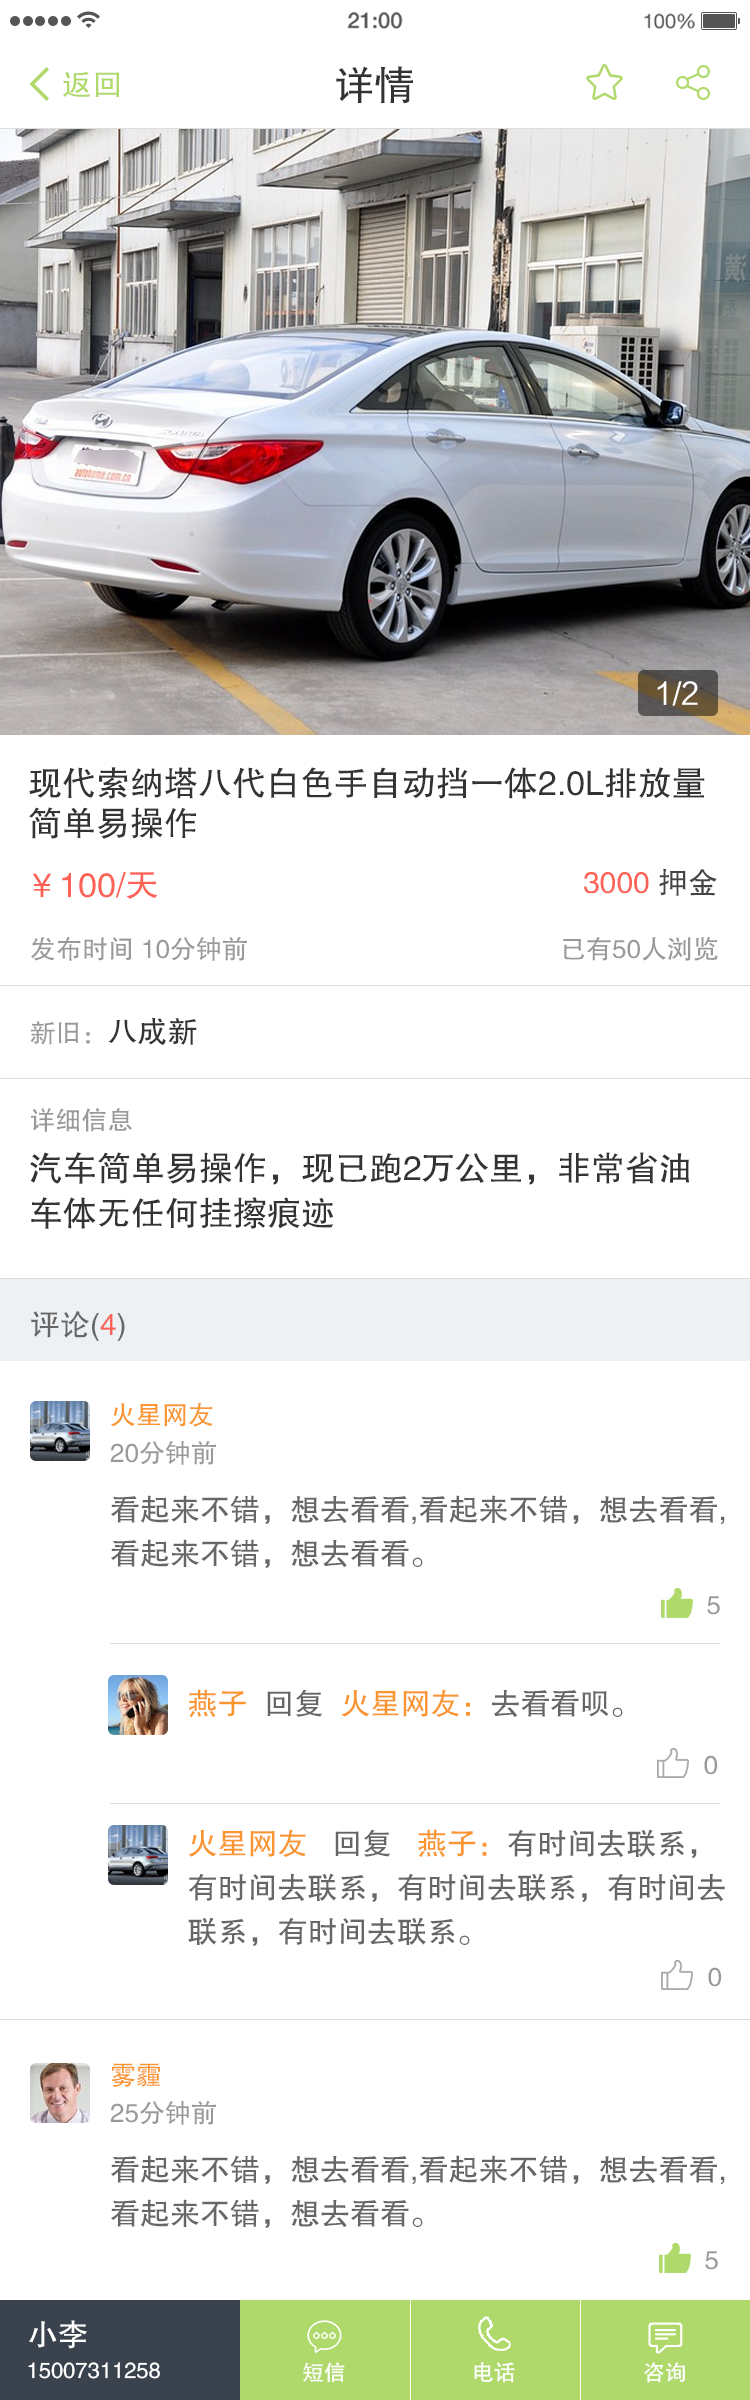 21:00
100%
返回
详情
autohome.com.cn
1/2
现代索纳塔八代白色手自动挡一体2.0L排放量
简单易操作
¥ 100/天
3000 押金
发布时间 10分钟前
已有50人浏览
新旧：八成新
详细信息
汽车简单易操作，现已跑2万公里，非常省油
车体无任何挂擦痕迹
评论(4)
火星网友
20分钟前
看起来不错，想去看看,看起来不错，想去看看,
看起来不错，想去看看。
5
燕子 回复 火星网友：去看看呗。
0
火星网友 回复 燕子：有时间去联系，
有时间去联系，有时间去联系，有时间去
联系，有时间去联系。
0
雾霾
25分钟前
看起来不错，想去看看,看起来不错，想去看看,
看起来不错，想去看看。
5
小李
15007311258
短信
电话
咨询